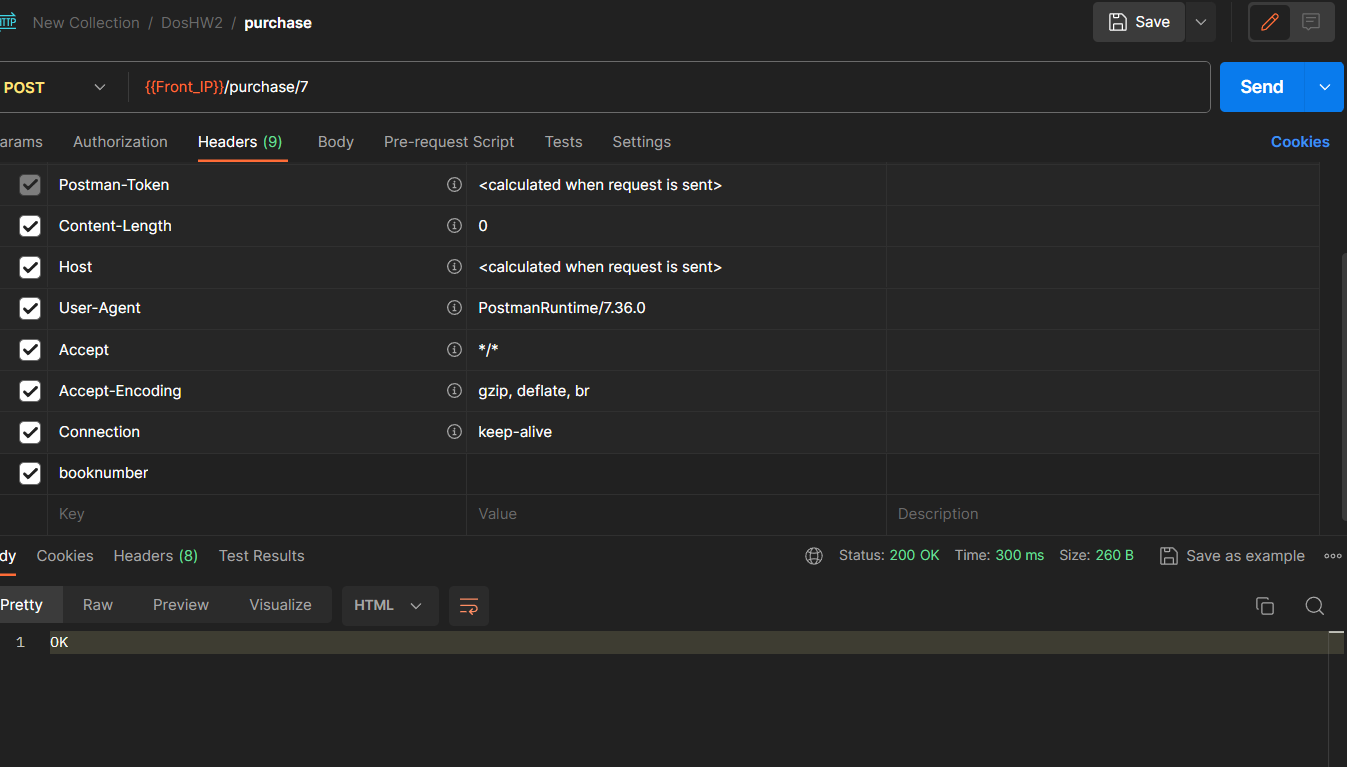 HTTP New Collection / DosHW2 / purchase Save
POST {{Front_IP}}/purchase/7 Send
arams Authorization Headers (9) Body Pre-request Script Tests Settings Cookies
Postman-Token <calculated when request is sent>
Content-Length 0
Host <calculated when request is sent>
User-Agent PostmanRuntime/7.36.0
Accept */*
Accept-Encoding gzip, deflate, br
Connection keep-alive
booknumber
Key Value Description
dy Cookies Headers (8) Test Results Status: 200 OK Time: 300 ms Size: 260 B Save as example
Pretty Raw Preview Visualize HTML
1 OK